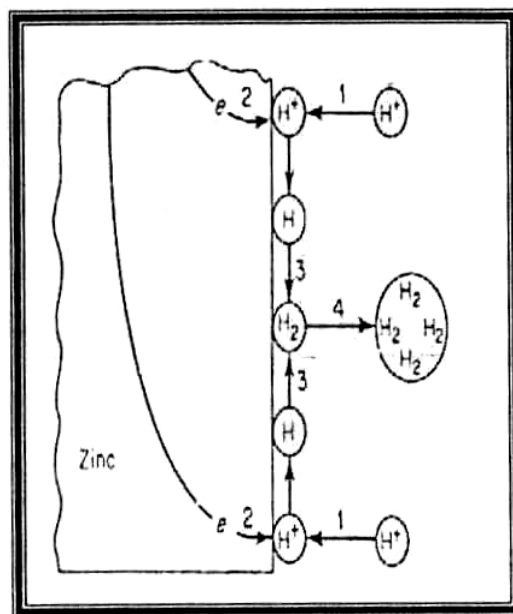 2 1
e H⁺ H⁺
H
3
H₂ 4 H₂
H₂ H₂
H₂
3
H
Zinc
e 2 1
H⁺ H⁺